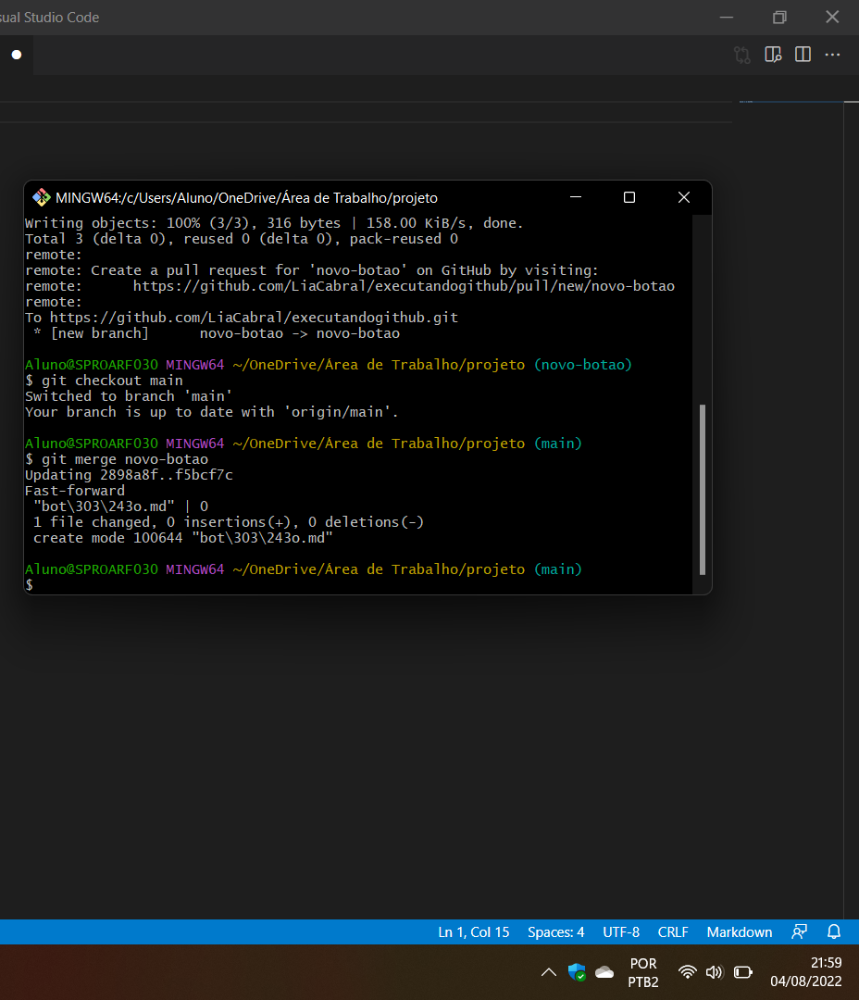 sual Studio Code
MINGW64:/c/Users/Aluno/OneDrive/Área de Trabalho/projeto
Writing objects: 100% (3/3), 316 bytes | 158.00 KiB/s, done.
Total 3 (delta 0), reused 0 (delta 0), pack-reused 0
remote:
remote: Create a pull request for 'novo-botao' on GitHub by visiting:
remote:      https://github.com/LiaCabral/executandogithub/pull/new/novo-botao
remote:
To https://github.com/LiaCabral/executandogithub.git
 * [new branch]      novo-botao -> novo-botao
Aluno@SPROARF030 MINGW64 ~/OneDrive/Área de Trabalho/projeto (novo-botao)
$ git checkout main
Switched to branch 'main'
Your branch is up to date with 'origin/main'.
Aluno@SPROARF030 MINGW64 ~/OneDrive/Área de Trabalho/projeto (main)
$ git merge novo-botao
Updating 2898a8f..f5bcf7c
Fast-forward
 "bot\303\243o.md" | 0
 1 file changed, 0 insertions(+), 0 deletions(-)
 create mode 100644 "bot\303\243o.md"
Aluno@SPROARF030 MINGW64 ~/OneDrive/Área de Trabalho/projeto (main)
$
Ln 1, Col 15 Spaces: 4 UTF-8 CRLF Markdown
POR 21:59
PTB2 04/08/2022